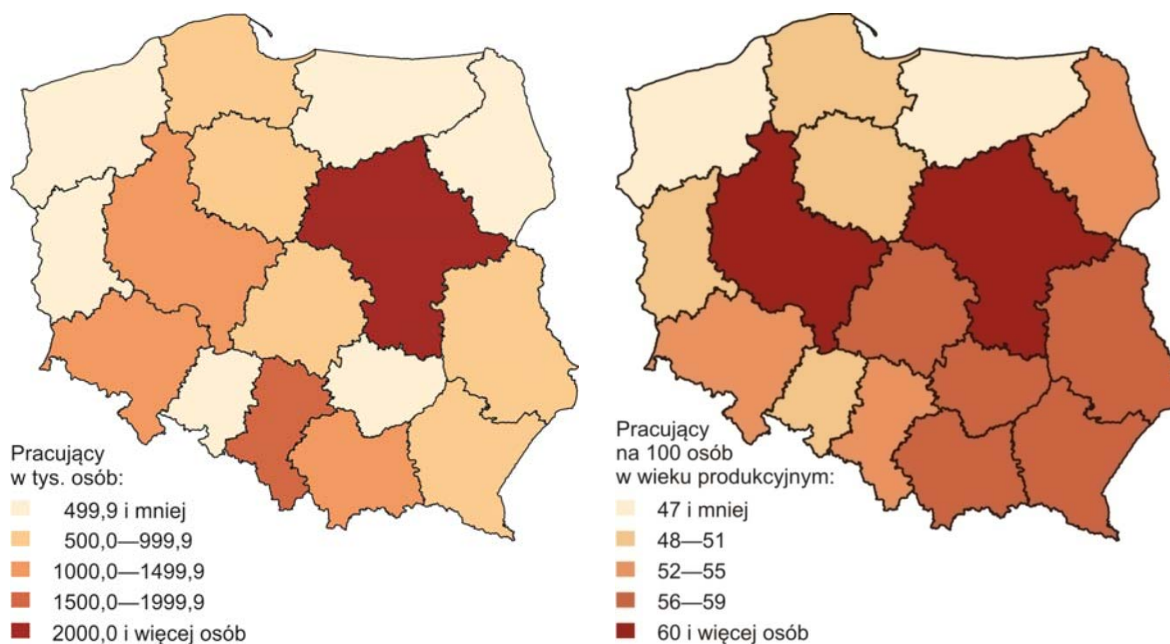 Pracujący
w tys. osób:
499,9 i mniej
500,0—999,9
1000,0—1499,9
1500,0—1999,9
2000,0 i więcej osób
Pracujący
na 100 osób
w wieku produkcyjnym:
47 i mniej
48—51
52—55
56—59
60 i więcej osób